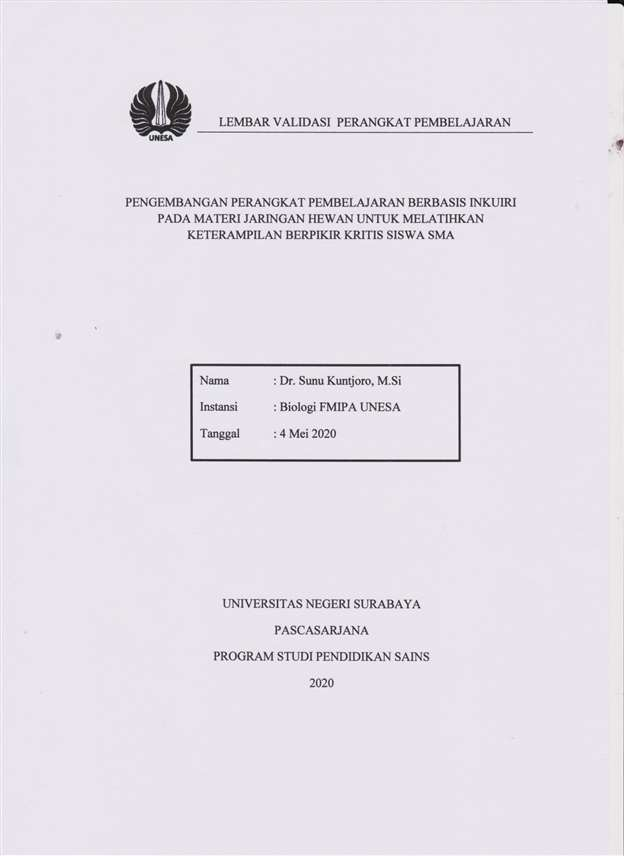 UNESA
LEMBAR VALIDASI PERANGKAT PEMBELAJARAN
PENGEMBANGAN PERANGKAT PEMBELAJARAN BERBASIS INKUIRI
PADA MATERI JARINGAN HEWAN UNTUK MELATIHKAN
KETERAMPILAN BERPIKIR KRITIS SISWA SMA
Nama : Dr. Sunu Kuntjoro, M.Si
Instansi : Biologi FMIPA UNESA
Tanggal : 4 Mei 2020
UNIVERSITAS NEGERI SURABAYA
PASCASARJANA
PROGRAM STUDI PENDIDIKAN SAINS
2020